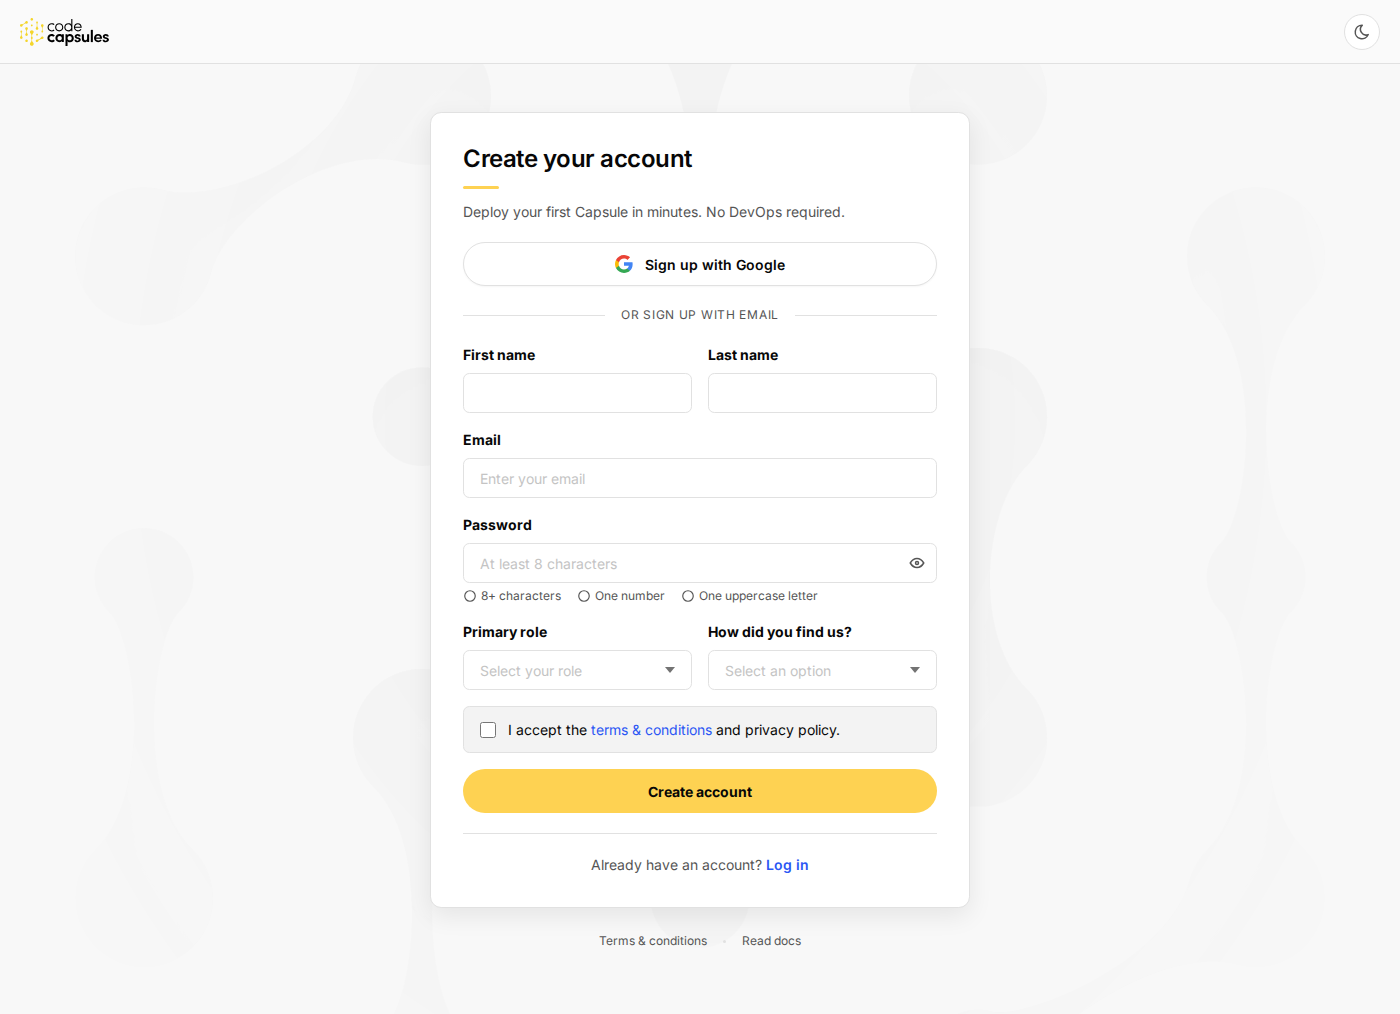 code
capsules
Create your account
Deploy your first Capsule in minutes. No DevOps required.
Sign up with Google
OR SIGN UP WITH EMAIL
First name Last name
Email
Enter your email
Password
At least 8 characters
8+ characters One number One uppercase letter
Primary role How did you find us?
Select your role Select an option
I accept the terms & conditions and privacy policy.
Create account
Already have an account? Log in
Terms & conditions · Read docs